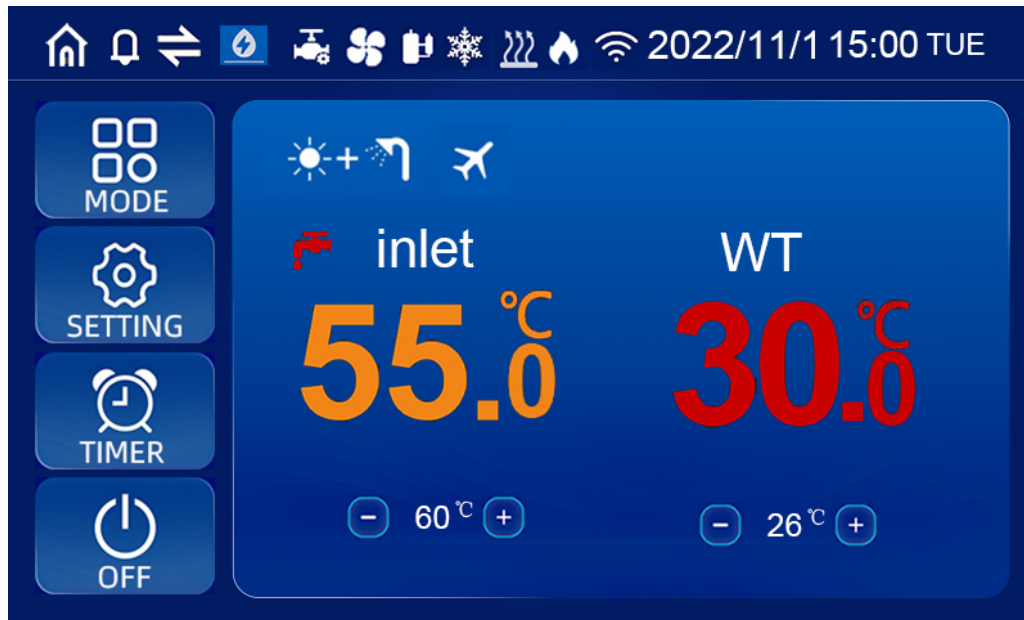 2022/11/1 15:00 TUE
MODE
SETTING
TIMER
OFF
inlet WT
55.0℃ 30.0℃
- 60℃ + - 26℃ +